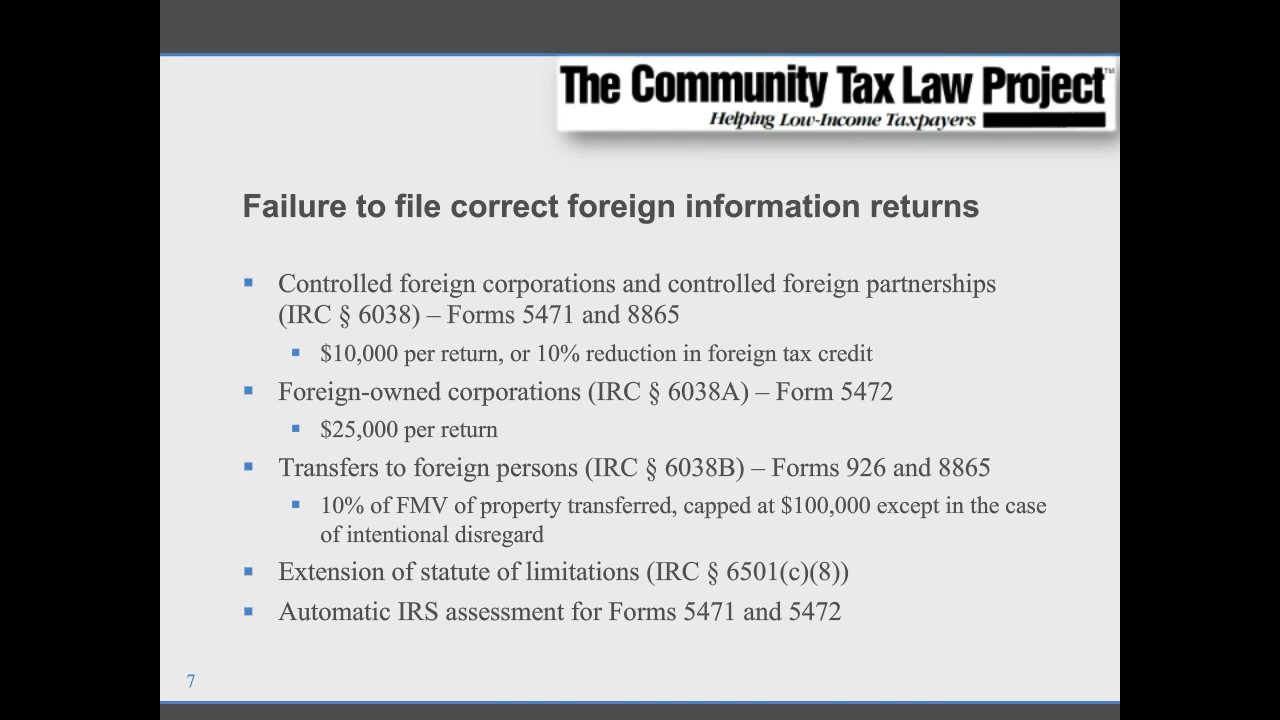 The Community Tax Law Project™
Helping Low-Income Taxpayers
Failure to file correct foreign information returns
▪ Controlled foreign corporations and controlled foreign partnerships
(IRC § 6038) – Forms 5471 and 8865
▪ $10,000 per return, or 10% reduction in foreign tax credit
▪ Foreign-owned corporations (IRC § 6038A) – Form 5472
▪ $25,000 per return
▪ Transfers to foreign persons (IRC § 6038B) – Forms 926 and 8865
▪ 10% of FMV of property transferred, capped at $100,000 except in the case
of intentional disregard
▪ Extension of statute of limitations (IRC § 6501(c)(8))
▪ Automatic IRS assessment for Forms 5471 and 5472
7